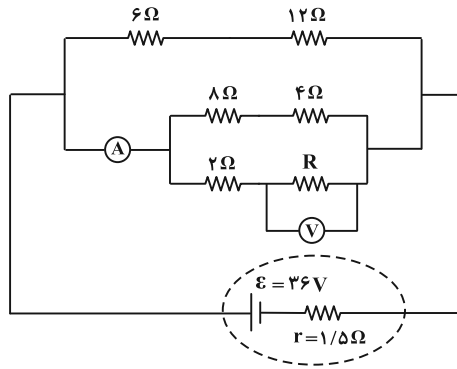 ۶Ω ۱۲Ω
۸Ω ۴Ω
A
۲Ω R
V
ε = ۳۶V
r = ۱/۵Ω